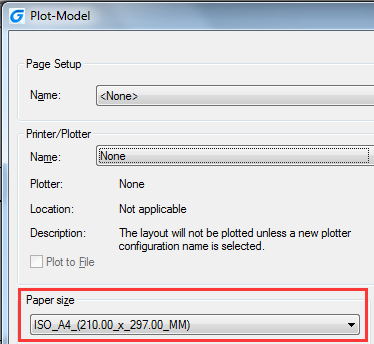 Plot-Model
Page Setup
Name: <None>
Printer/Plotter
Name: None
Plotter: None
Location: Not applicable
Description: The layout will not be plotted unless a new plotter
configuration name is selected.
Plot to File
Paper size
ISO_A4_(210.00_x_297.00_MM)